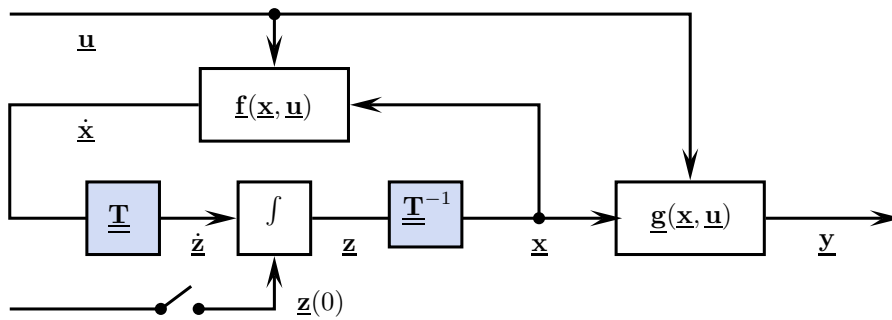 u
f(x, u)
ẋ
T
ż
∫
z
T⁻¹
x
g(x, u)
y
z(0)